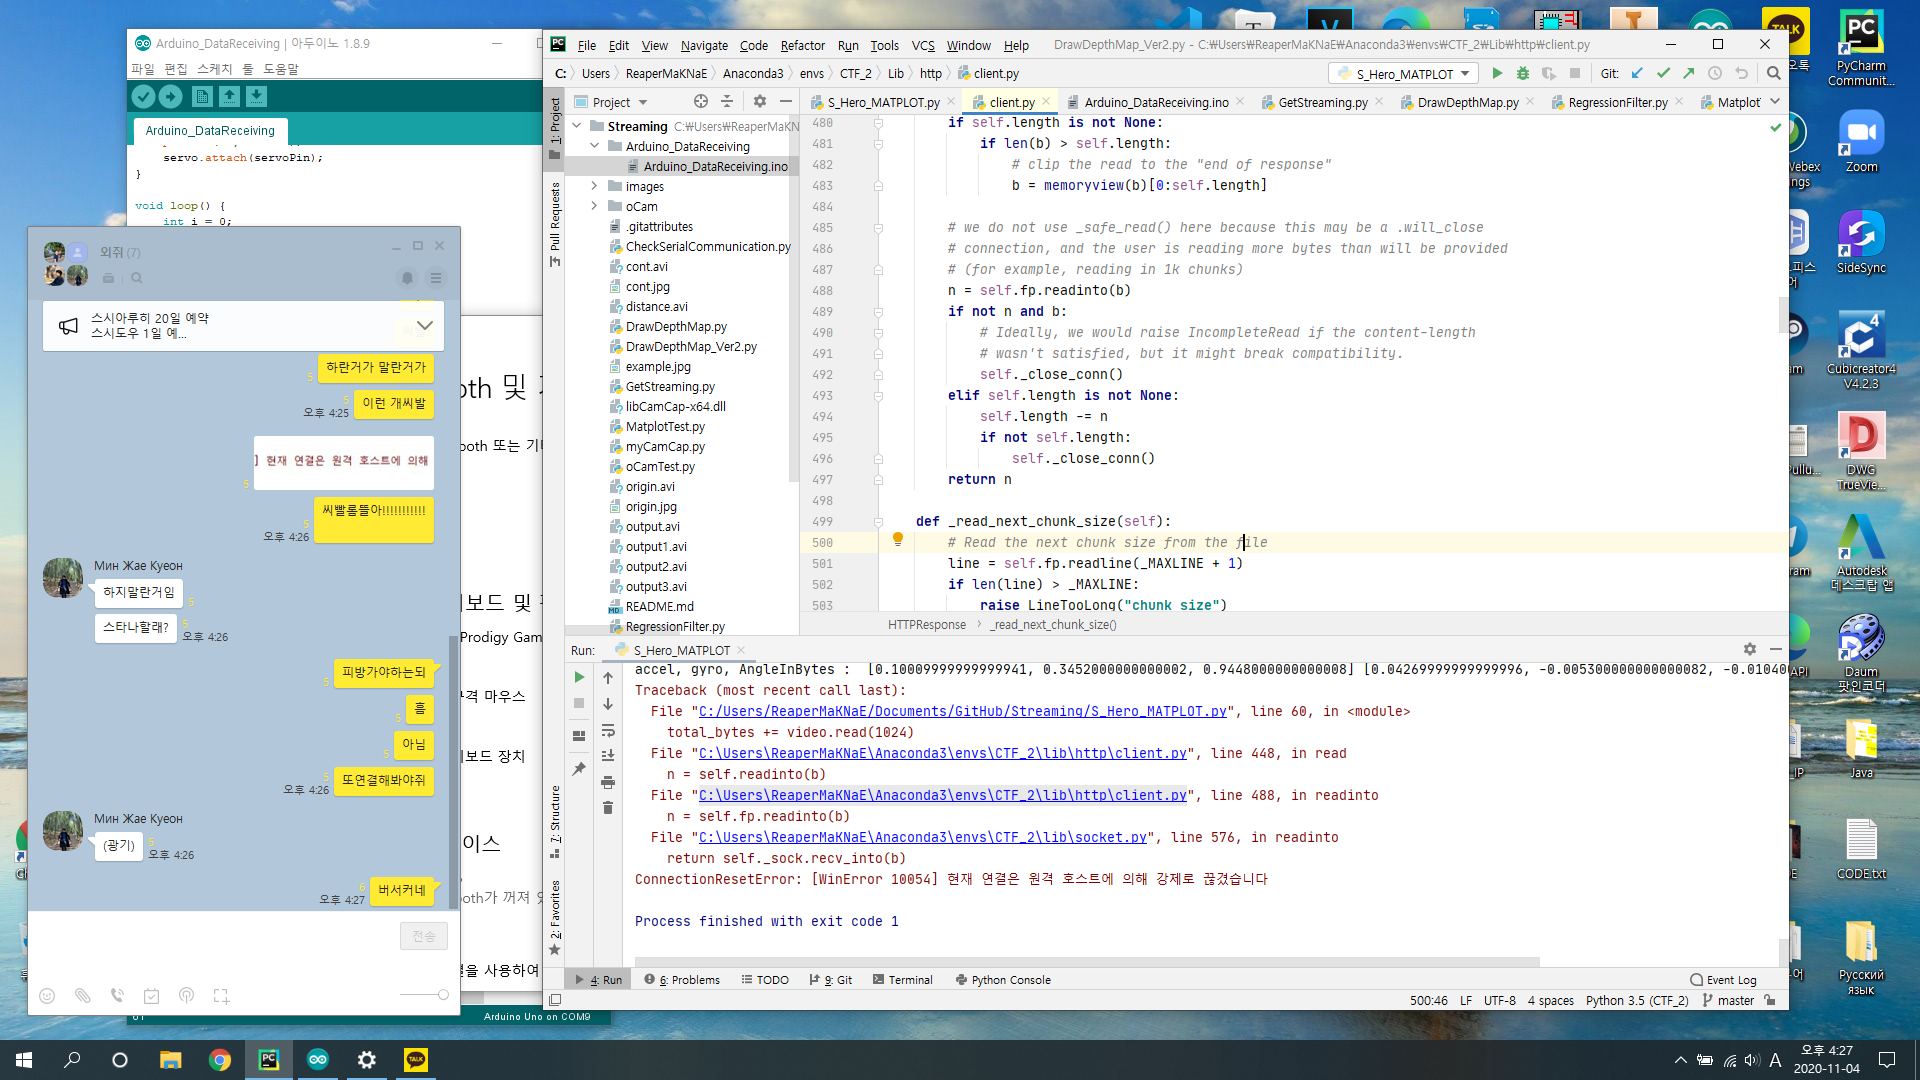 Arduino_DataReceiving | 아두이노 1.8.9
파일 편집 스케치 툴 도움말
Arduino_DataReceiving
servo.attach(servoPin);
}
void loop() {
int i = 0;
Arduino Uno on COM9
외쥐 (7)
스시아루히 20일 예약
스시도우 1일 예...
하란거가 말란거가
5
이런 개씨발
5
오후 4:25
] 현재 연결은 원격 호스트에 의해
5
씨빨롬뜰아!!!!!!!!!!!
5
오후 4:26
Мин Жае Куеон
하지말란거임
5
스타나할래?
5
오후 4:26
피방가야하는되
5
흠
5
아님
5
또연결해봐야쥐
5
오후 4:26
Мин Жае Куеон
(광기)
5
오후 4:26
버서커네
6
오후 4:27
전송
oth 및
ooth 또는 기
보드 및
Prodigy Gam
격 마우스
보드 장치
이스
ooth가 꺼져 있
을 사용하여
File Edit View Navigate Code Refactor Run Tools VCS Window Help
DrawDepthMap_Ver2.py - C:₩Users₩ReaperMaKNaE₩Anaconda3₩envs₩CTF_2₩Lib₩http₩client.py
C: Users ReaperMaKNaE Anaconda3 envs CTF_2 Lib http client.py
S_Hero_MATPLOT
Git:
1: Project
Pull Requests
7: Structure
2: Favorites
Project
S_Hero_MATPLOT.py
client.py
Arduino_DataReceiving.ino
GetStreaming.py
DrawDepthMap.py
RegressionFilter.py
Matplot
Streaming C:₩Users₩ReaperMaKN
Arduino_DataReceiving
Arduino_DataReceiving.ino
images
oCam
.gitattributes
CheckSerialCommunication.py
cont.avi
cont.jpg
distance.avi
DrawDepthMap.py
DrawDepthMap_Ver2.py
example.jpg
GetStreaming.py
libCamCap-x64.dll
MatplotTest.py
myCamCap.py
oCamTest.py
origin.avi
origin.jpg
output.avi
output1.avi
output2.avi
output3.avi
README.md
RegressionFilter.py
480 if self.length is not None:
481 if len(b) > self.length:
482 # clip the read to the "end of response"
483 b = memoryview(b)[0:self.length]
484
485 # we do not use _safe_read() here because this may be a .will_close
486 # connection, and the user is reading more bytes than will be provided
487 # (for example, reading in 1k chunks)
488 n = self.fp.readinto(b)
489 if not n and b:
490 # Ideally, we would raise IncompleteRead if the content-length
491 # wasn't satisfied, but it might break compatibility.
492 self._close_conn()
493 elif self.length is not None:
494 self.length -= n
495 if not self.length:
496 self._close_conn()
497 return n
498
499 def _read_next_chunk_size(self):
500 # Read the next chunk size from the file
501 line = self.fp.readline(_MAXLINE + 1)
502 if len(line) > _MAXLINE:
503 raise LineTooLong("chunk size")
HTTPResponse _read_next_chunk_size()
Run: S_Hero_MATPLOT
accel, gyro, AngleInBytes : [0.10009999999999941, 0.3452000000000002, 0.9448000000000008] [0.04269999999999996, -0.005300000000000082, -0.01040
Traceback (most recent call last):
File "C:/Users/ReaperMaKNaE/Documents/GitHub/Streaming/S_Hero_MATPLOT.py", line 60, in <module>
total_bytes += video.read(1024)
File "C:\Users\ReaperMaKNaE\Anaconda3\envs\CTF_2\lib\http\client.py", line 448, in read
n = self.readinto(b)
File "C:\Users\ReaperMaKNaE\Anaconda3\envs\CTF_2\lib\http\client.py", line 488, in readinto
n = self.fp.readinto(b)
File "C:\Users\ReaperMaKNaE\Anaconda3\envs\CTF_2\lib\socket.py", line 576, in readinto
return self._sock.recv_into(b)
ConnectionResetError: [WinError 10054] 현재 연결은 원격 호스트에 의해 강제로 끊겼습니다
Process finished with exit code 1
4: Run 6: Problems TODO 9: Git Terminal Python Console Event Log
500:46 LF UTF-8 4 spaces Python 3.5 (CTF_2) master
PyCharm Communit...
Zoom
SideSync
Cubicreator4 V4.2.3
DWG TrueVie...
Autodesk 데스크탑 앱
Daum 팟인코더
Java
CODE.txt
Русский язык
TALK
오후 4:27
2020-11-04
A